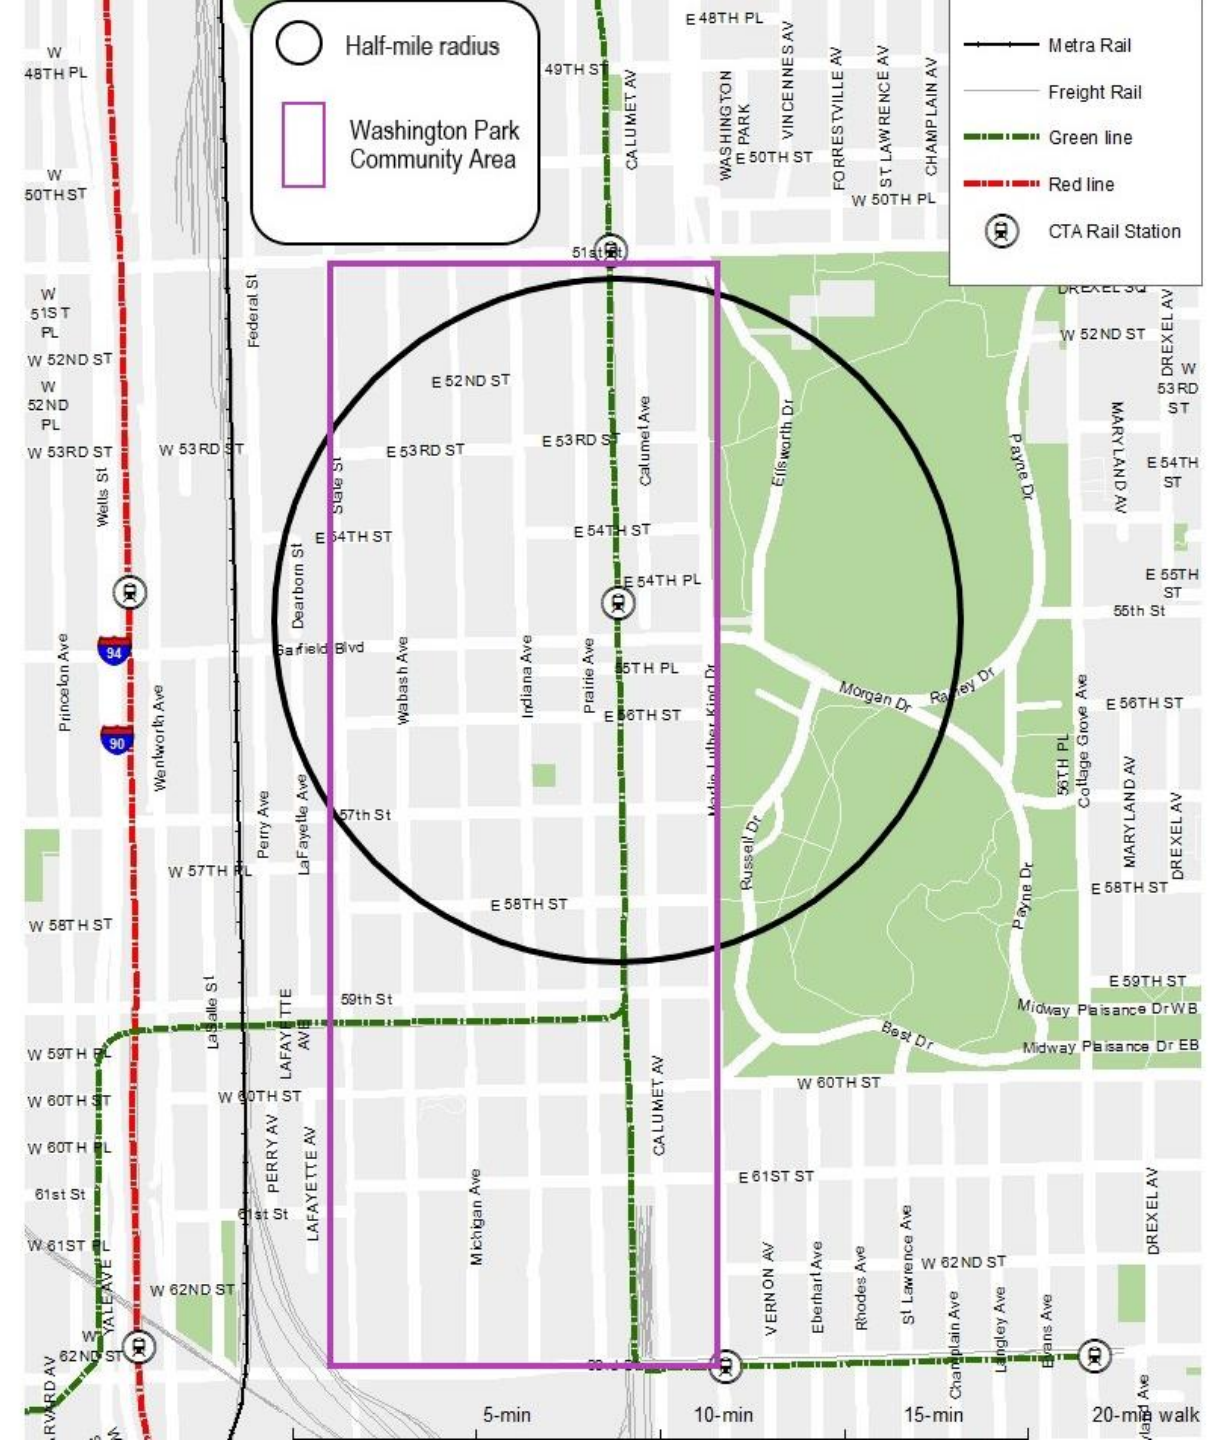 Half-mile radius
Washington Park
Community Area
Metra Rail
Freight Rail
Green line
Red line
CTA Rail Station
E 48TH PL
W
48TH PL
49TH ST
CALUMET AV
WASHINGTON
PARK
VINCENNES AV
FORRESTVILLE AV
ST LAWRENCE AV
CHAMPLAIN AV
E 50TH ST
W
50TH ST
W 50TH PL
51st St
Federal St
W
51ST
PL
DREXEL SQ
DREXEL AV
W 52ND ST
W 52ND ST
W
52ND
PL
E 52ND ST
W
53RD
ST
W 53RD ST
W 53RD ST
E 53RD ST
E 53RD ST
Calumet Ave
Ellsworth Dr
Payne Dr
MARYLAND AV
E 54TH
ST
Wells St
State St
E 54TH ST
E 54TH ST
Dearborn St
E 54TH PL
E 55TH
ST
55th St
94
Garfield Blvd
Princeton Ave
Wabash Ave
Indiana Ave
Prairie Ave
55TH PL
Martin Luther King Dr
Morgan Dr
Rainey Dr
E 56TH ST
E 56TH ST
90
Wentworth Ave
56TH PL
Cottage Grove Ave
Perry Ave
LaFayette Ave
57th St
Russell Dr
MARYLAND AV
DREXEL AV
W 57TH PL
E 58TH ST
E 58TH ST
Payne Dr
W 58TH ST
LaSalle St
LAFAYETTE
AVE
59th St
E 59TH ST
Midway Plaisance Dr WB
Best Dr
Midway Plaisance Dr EB
W 59TH PL
W 60TH ST
W 60TH ST
W 60TH ST
CALUMET AV
W 60TH PL
PERRY AV
LAFAYETTE AV
E 61ST ST
61st St
61st St
Michigan Ave
DREXEL AV
W 61ST PL
YALE AVE
W 62ND ST
W 62ND ST
VERNON AV
Eberhart Ave
Rhodes Ave
St Lawrence Ave
Champlain Ave
Langley Ave
Evans Ave
W
62ND ST
5-min
10-min
15-min
20-min walk